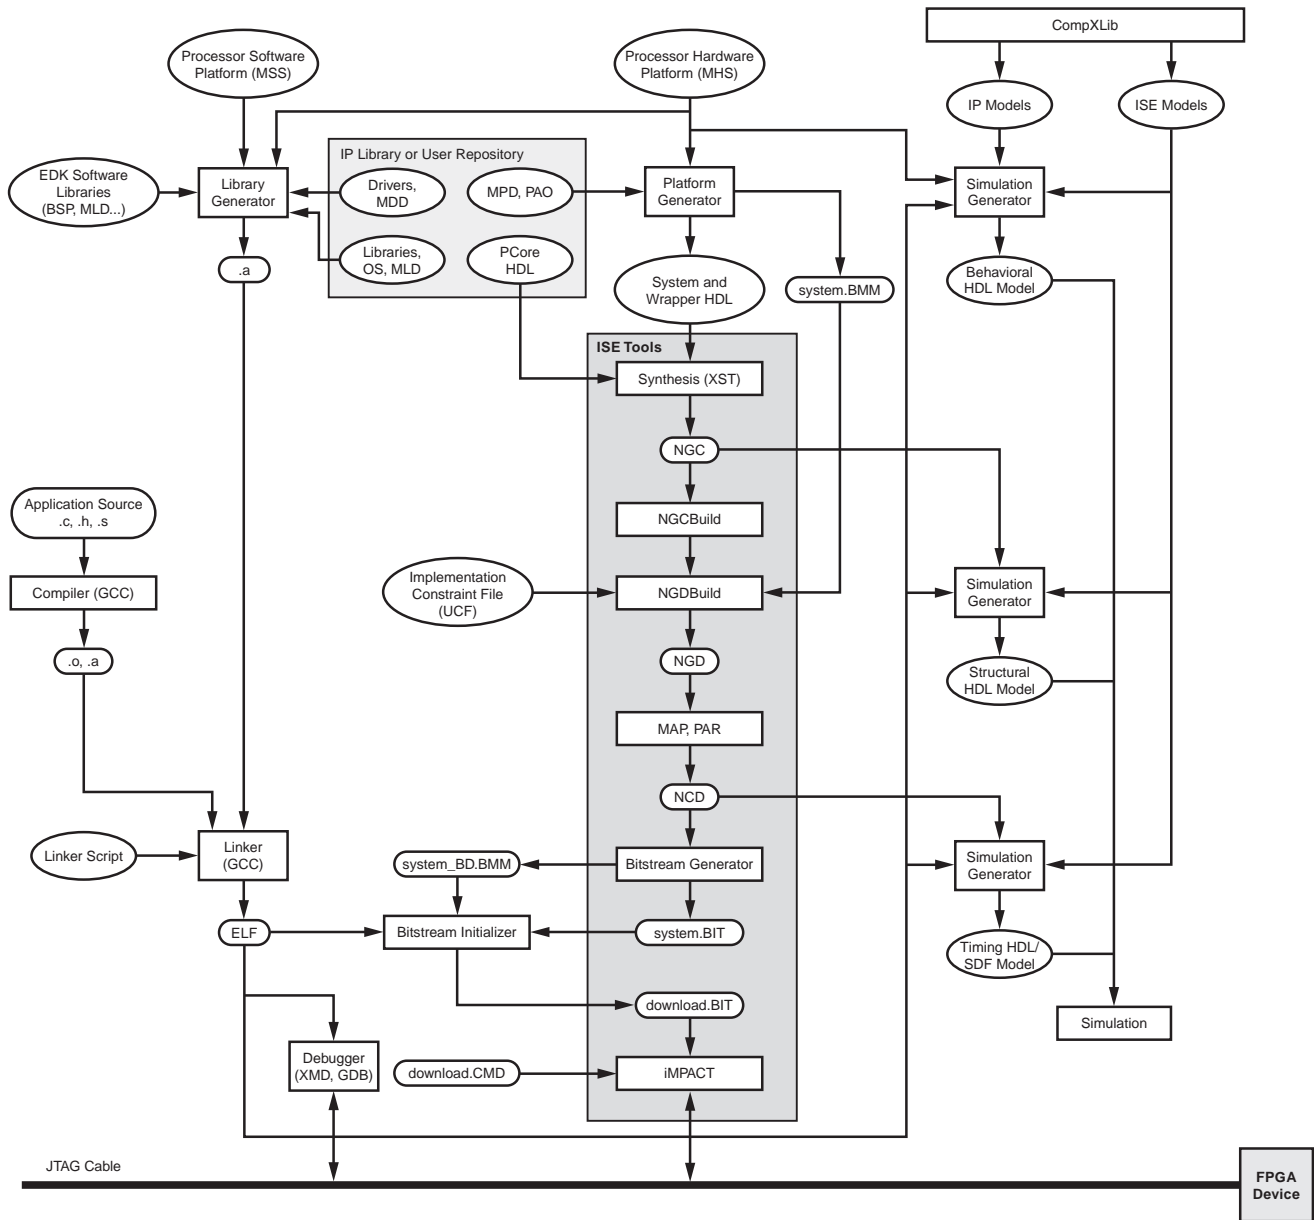 CompXLib
Processor Software
Platform (MSS)
Processor Hardware
Platform (MHS)
IP Models
ISE Models
IP Library or User Repository
EDK Software
Libraries
(BSP, MLD...)
Library
Generator
Drivers,
MDD
MPD, PAO
Platform
Generator
Simulation
Generator
.a
Libraries,
OS, MLD
PCore
HDL
System and
Wrapper HDL
system.BMM
Behavioral
HDL Model
ISE Tools
Synthesis (XST)
NGC
Application Source
.c, .h, .s
NGCBuild
Compiler (GCC)
Implementation
Constraint File
(UCF)
NGDBuild
Simulation
Generator
.o, .a
NGD
Structural
HDL Model
MAP, PAR
NCD
Linker Script
Linker
(GCC)
system_BD.BMM
Bitstream Generator
Simulation
Generator
ELF
Bitstream Initializer
system.BIT
Timing HDL/
SDF Model
download.BIT
Simulation
Debugger
(XMD, GDB)
download.CMD
iMPACT
JTAG Cable
FPGA
Device